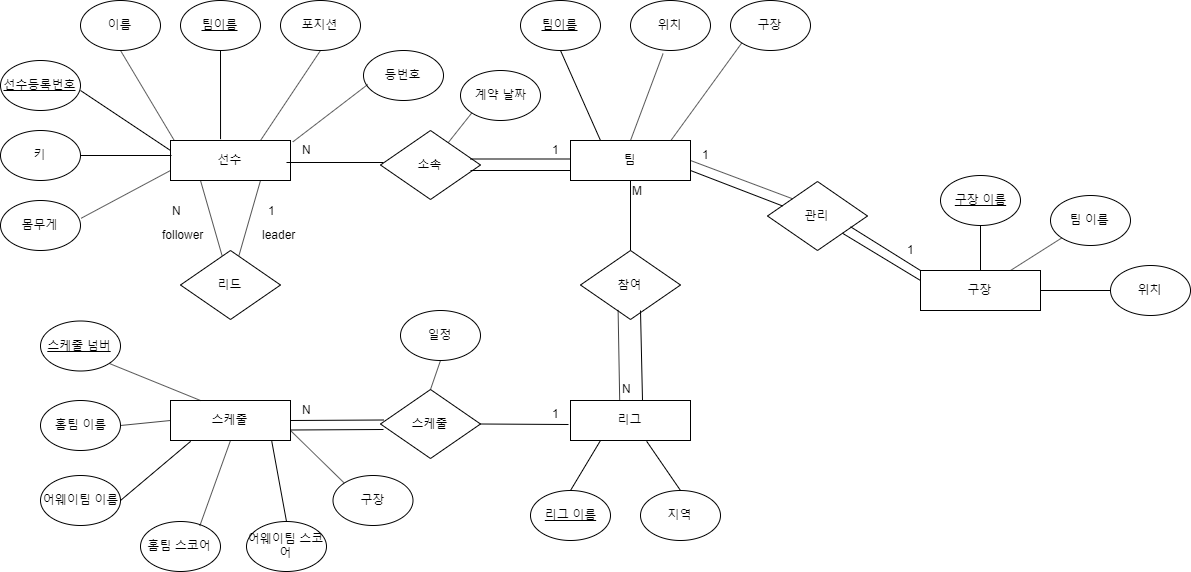 이름
팀이름
포지션
팀이름
위치
구장
선수등록번호
등번호
계약 날짜
키
선수
N
소속
1
팀
1
몸무게
N
1
follower
leader
M
관리
구장 이름
팀 이름
1
리드
참여
구장
위치
스케줄 넘버
일정
N
홈팀 이름
스케줄
N
스케줄
1
리그
어웨이팀 이름
구장
홈팀 스코어
어웨이팀 스코
어
리그 이름
지역